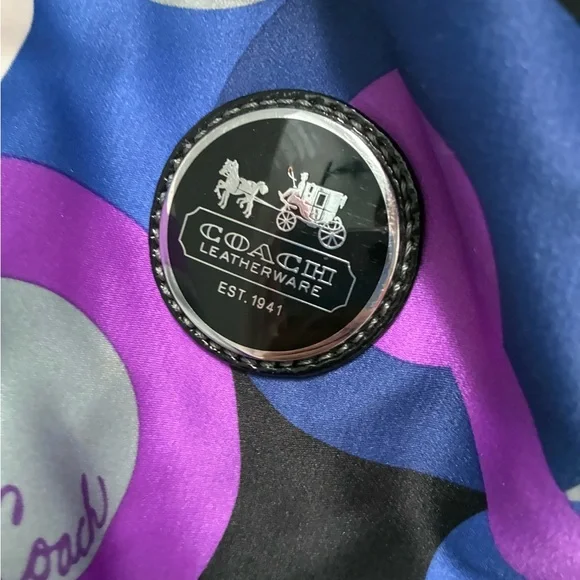 COACH
LEATHERWARE
EST. 1941
Coach